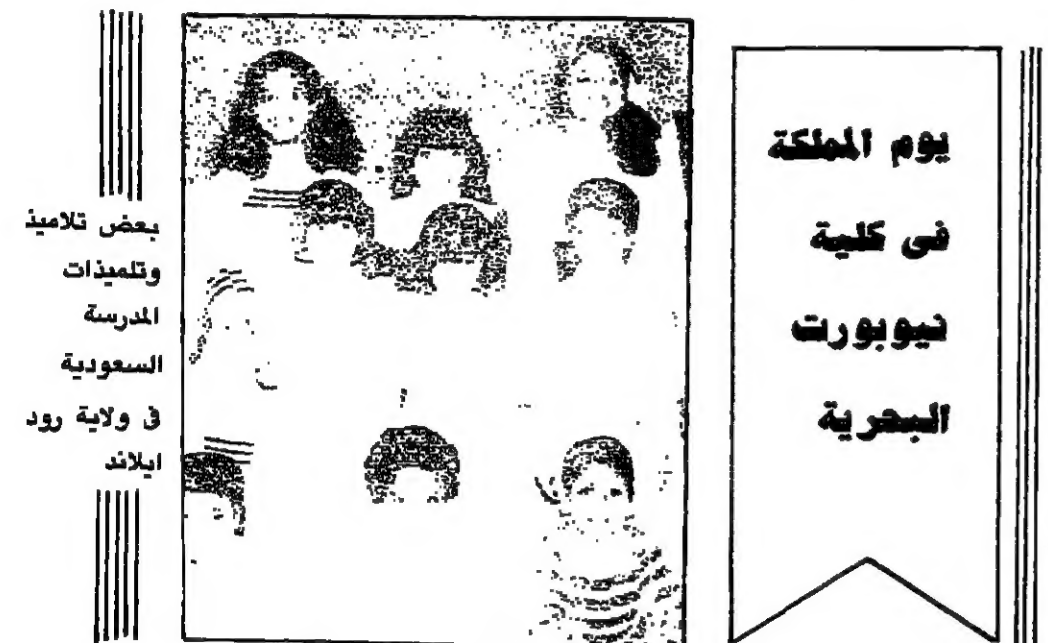 يوم المملكة
فى كلية
نيوبورت
البحرية
بعض تلاميذ
وتلميذات
المدرسة
السعودية
فى ولاية رود
ايلاند